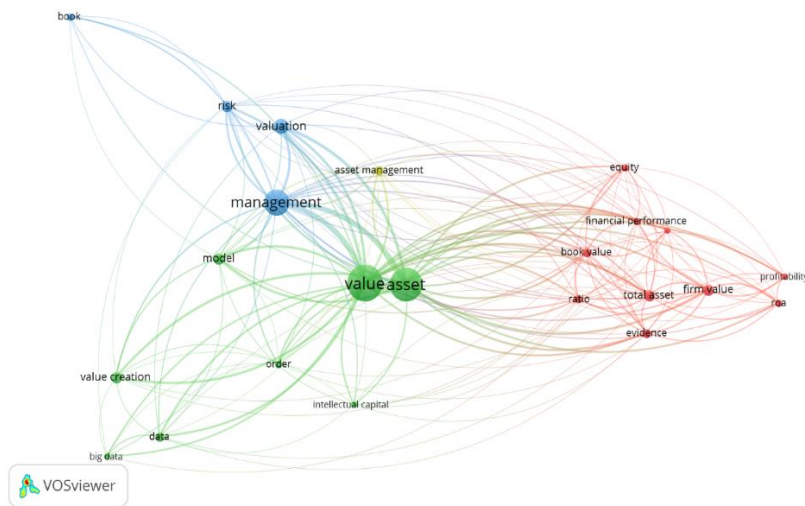 book
risk
valuation
asset management
equity
management
financial performance
book value
model
value
asset
profitability
ratio
total asset
firm value
roa
evidence
order
value creation
intellectual capital
data
big data
VOSviewer